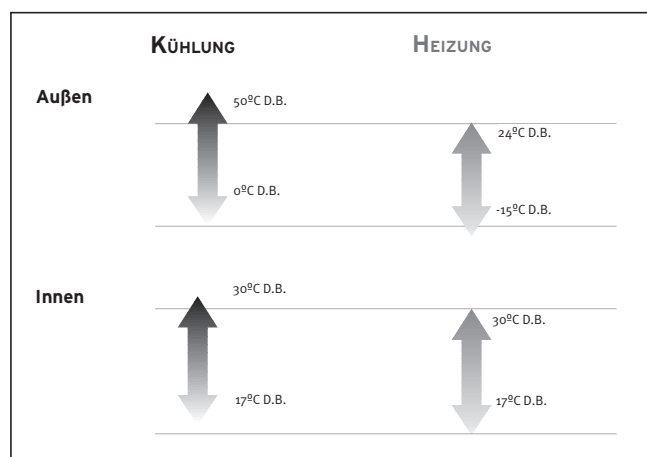 KÜHLUNG HEIZUNG
Außen
50ºC D.B.
24ºC D.B.
0ºC D.B.
-15ºC D.B.
Innen
30ºC D.B.
30ºC D.B.
17ºC D.B. 17ºC D.B.